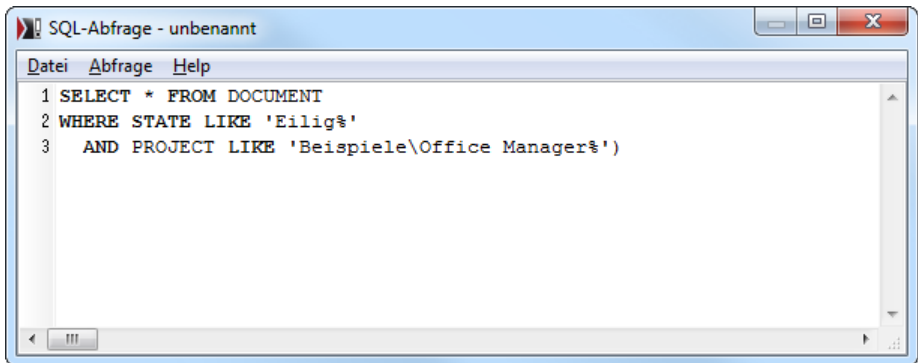 SQL-Abfrage - unbenannt
Datei Abfrage Help
1 SELECT * FROM DOCUMENT
2 WHERE STATE LIKE 'Eilig%'
3 AND PROJECT LIKE 'Beispiele\Office Manager%')